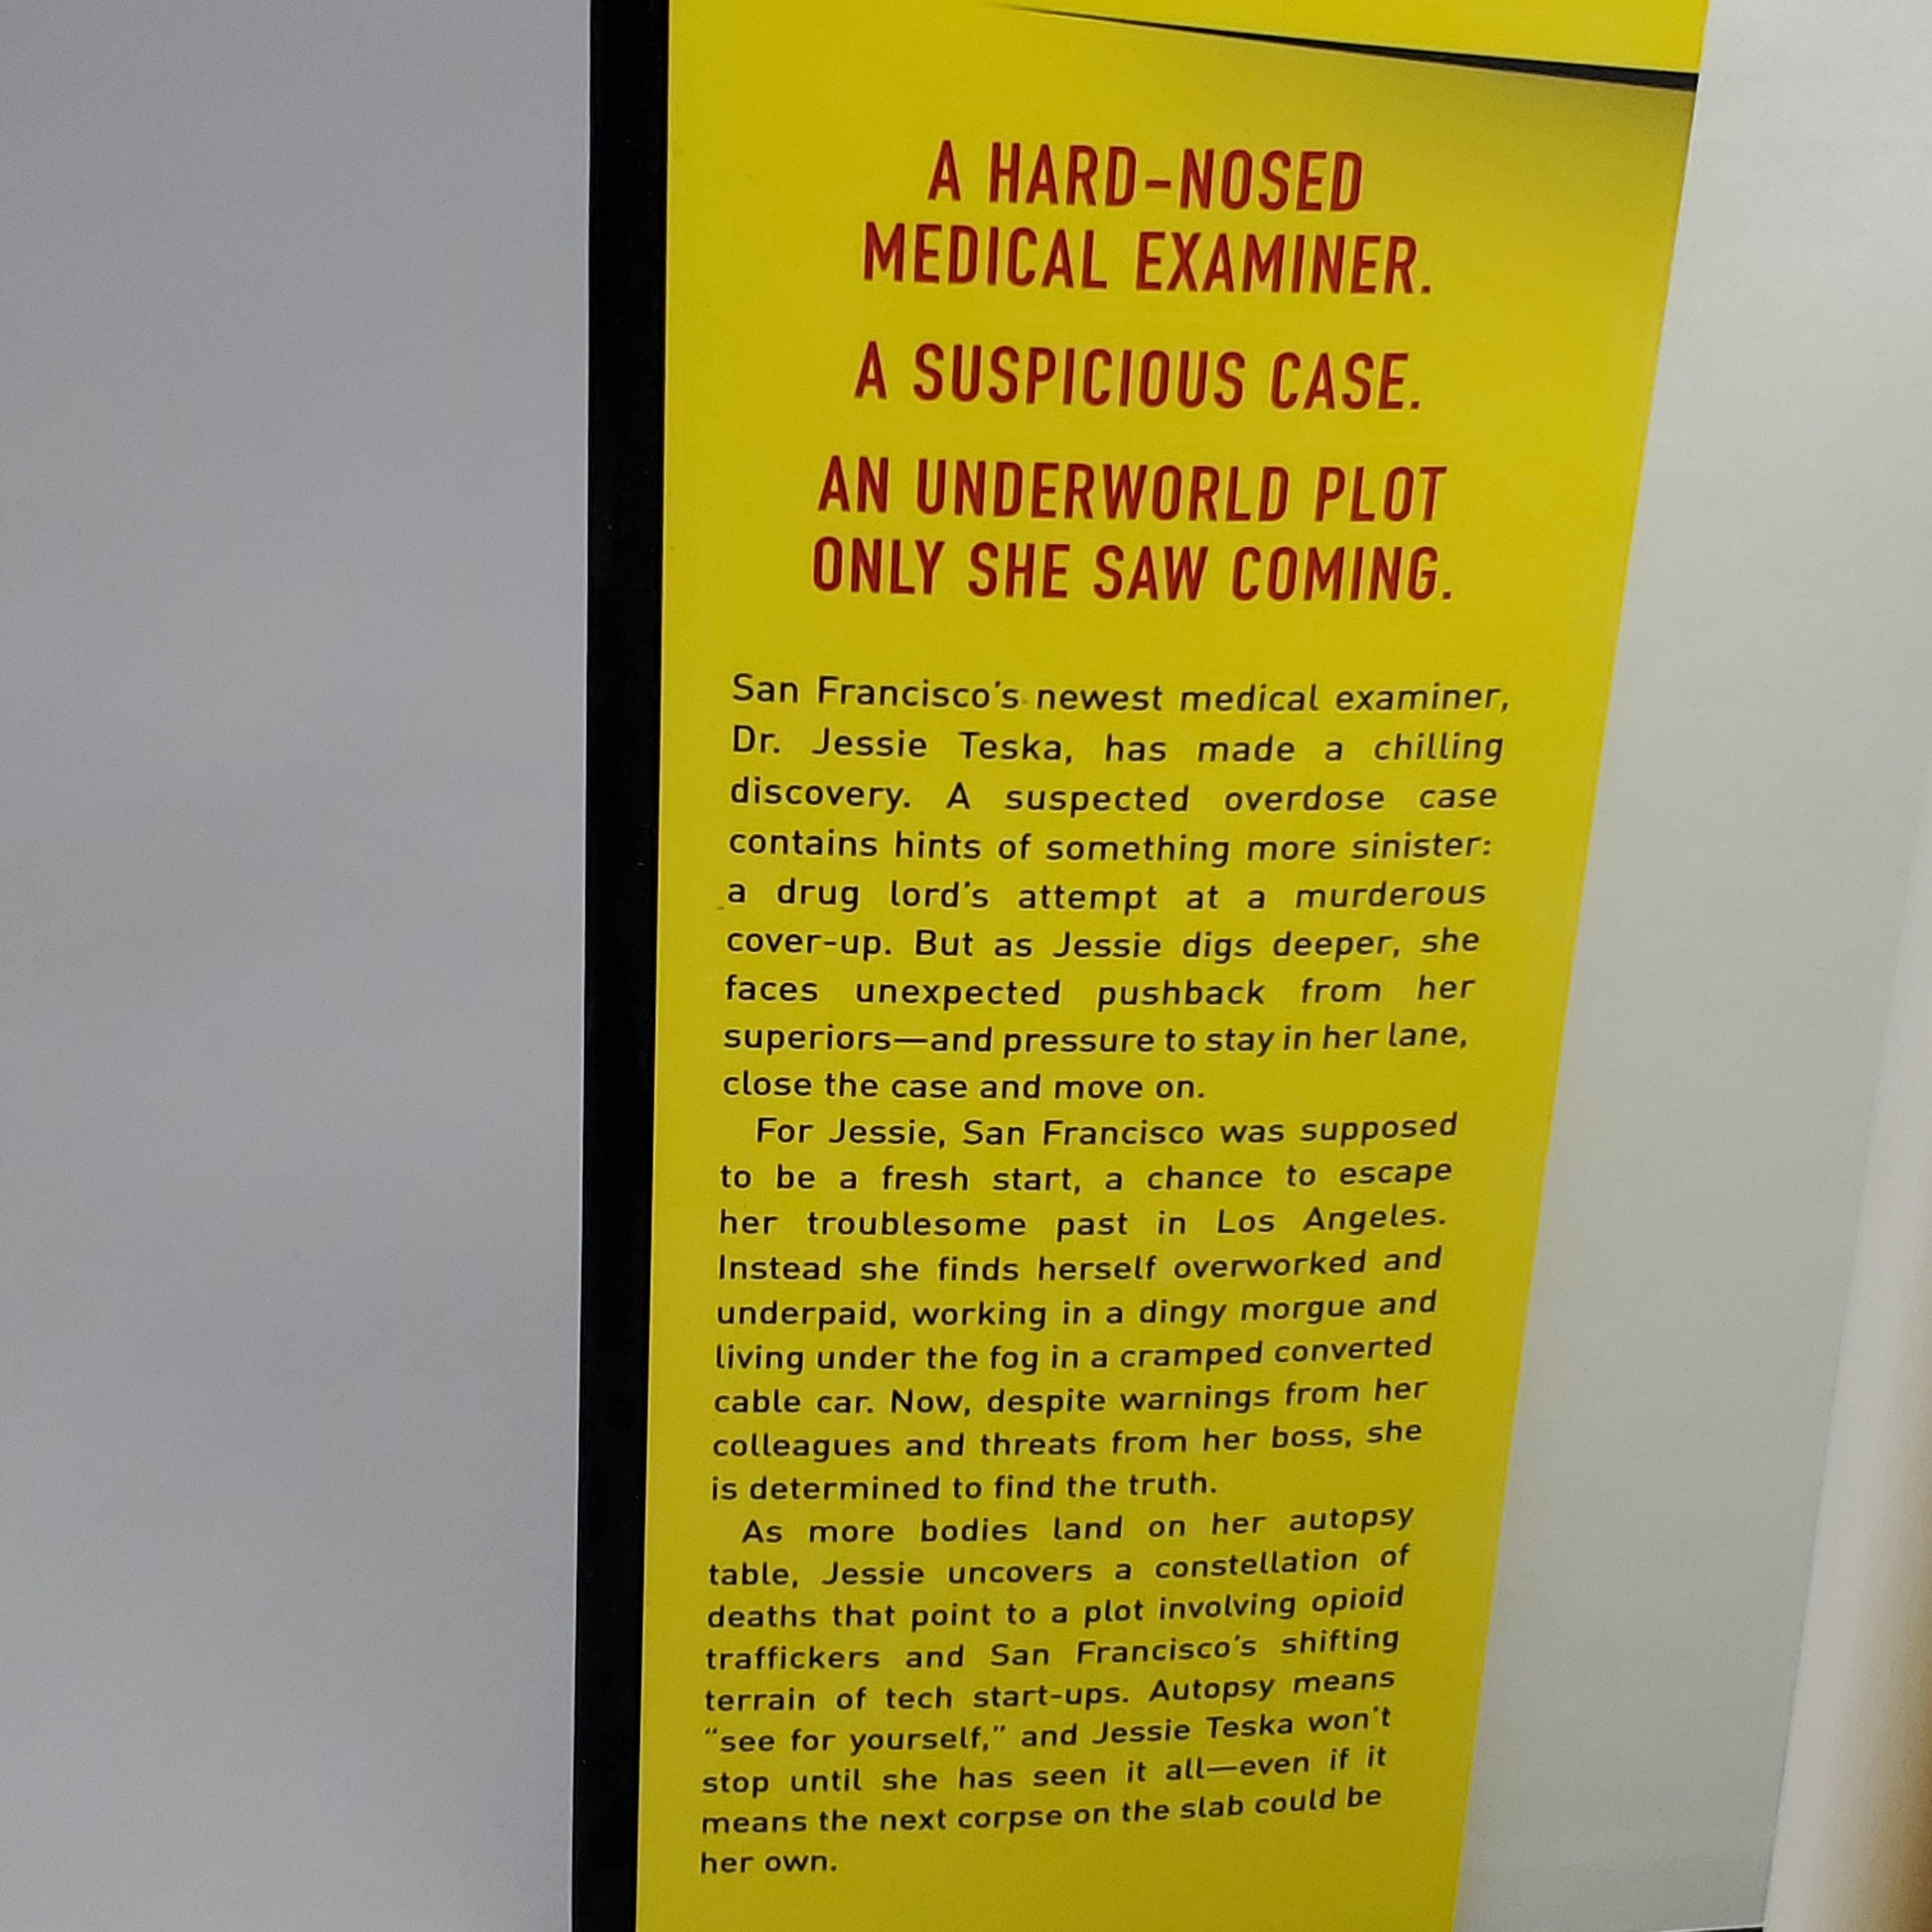 A HARD-NOSED
MEDICAL EXAMINER.
A SUSPICIOUS CASE.
AN UNDERWORLD PLOT
ONLY SHE SAW COMING.
San Francisco's newest medical examiner,
Dr. Jessie Teska, has made a chilling
discovery. A suspected overdose case
contains hints of something more sinister:
a drug lord's attempt at a murderous
cover-up. But as Jessie digs deeper, she
faces unexpected pushback from her
superiors—and pressure to stay in her lane,
close the case and move on.
For Jessie, San Francisco was supposed
to be a fresh start, a chance to escape
her troublesome past in Los Angeles.
Instead she finds herself overworked and
underpaid, working in a dingy morgue and
living under the fog in a cramped converted
cable car. Now, despite warnings from her
colleagues and threats from her boss, she
is determined to find the truth.
As more bodies land on her autopsy
table, Jessie uncovers a constellation of
deaths that point to a plot involving opioid
traffickers and San Francisco's shifting
terrain of tech start-ups. Autopsy means
“see for yourself,” and Jessie Teska won't
stop until she has seen it all—even if it
means the next corpse on the slab could be
her own.